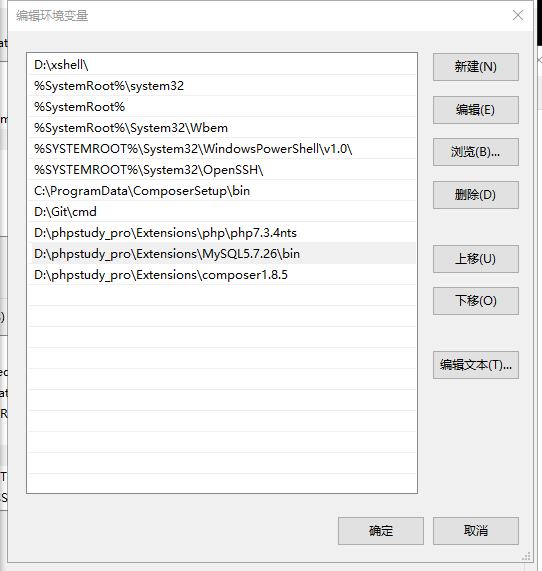 编辑环境变量
D:\xshell\
%SystemRoot%\system32
%SystemRoot%
%SystemRoot%\System32\Wbem
%SYSTEMROOT%\System32\WindowsPowerShell\v1.0\
%SYSTEMROOT%\System32\OpenSSH\
C:\ProgramData\ComposerSetup\bin
D:\Git\cmd
D:\phpstudy_pro\Extensions\php\php7.3.4nts
D:\phpstudy_pro\Extensions\MySQL5.7.26\bin
D:\phpstudy_pro\Extensions\composer1.8.5
新建(N)
编辑(E)
浏览(B)...
删除(D)
上移(U)
下移(O)
编辑文本(T)...
确定
取消